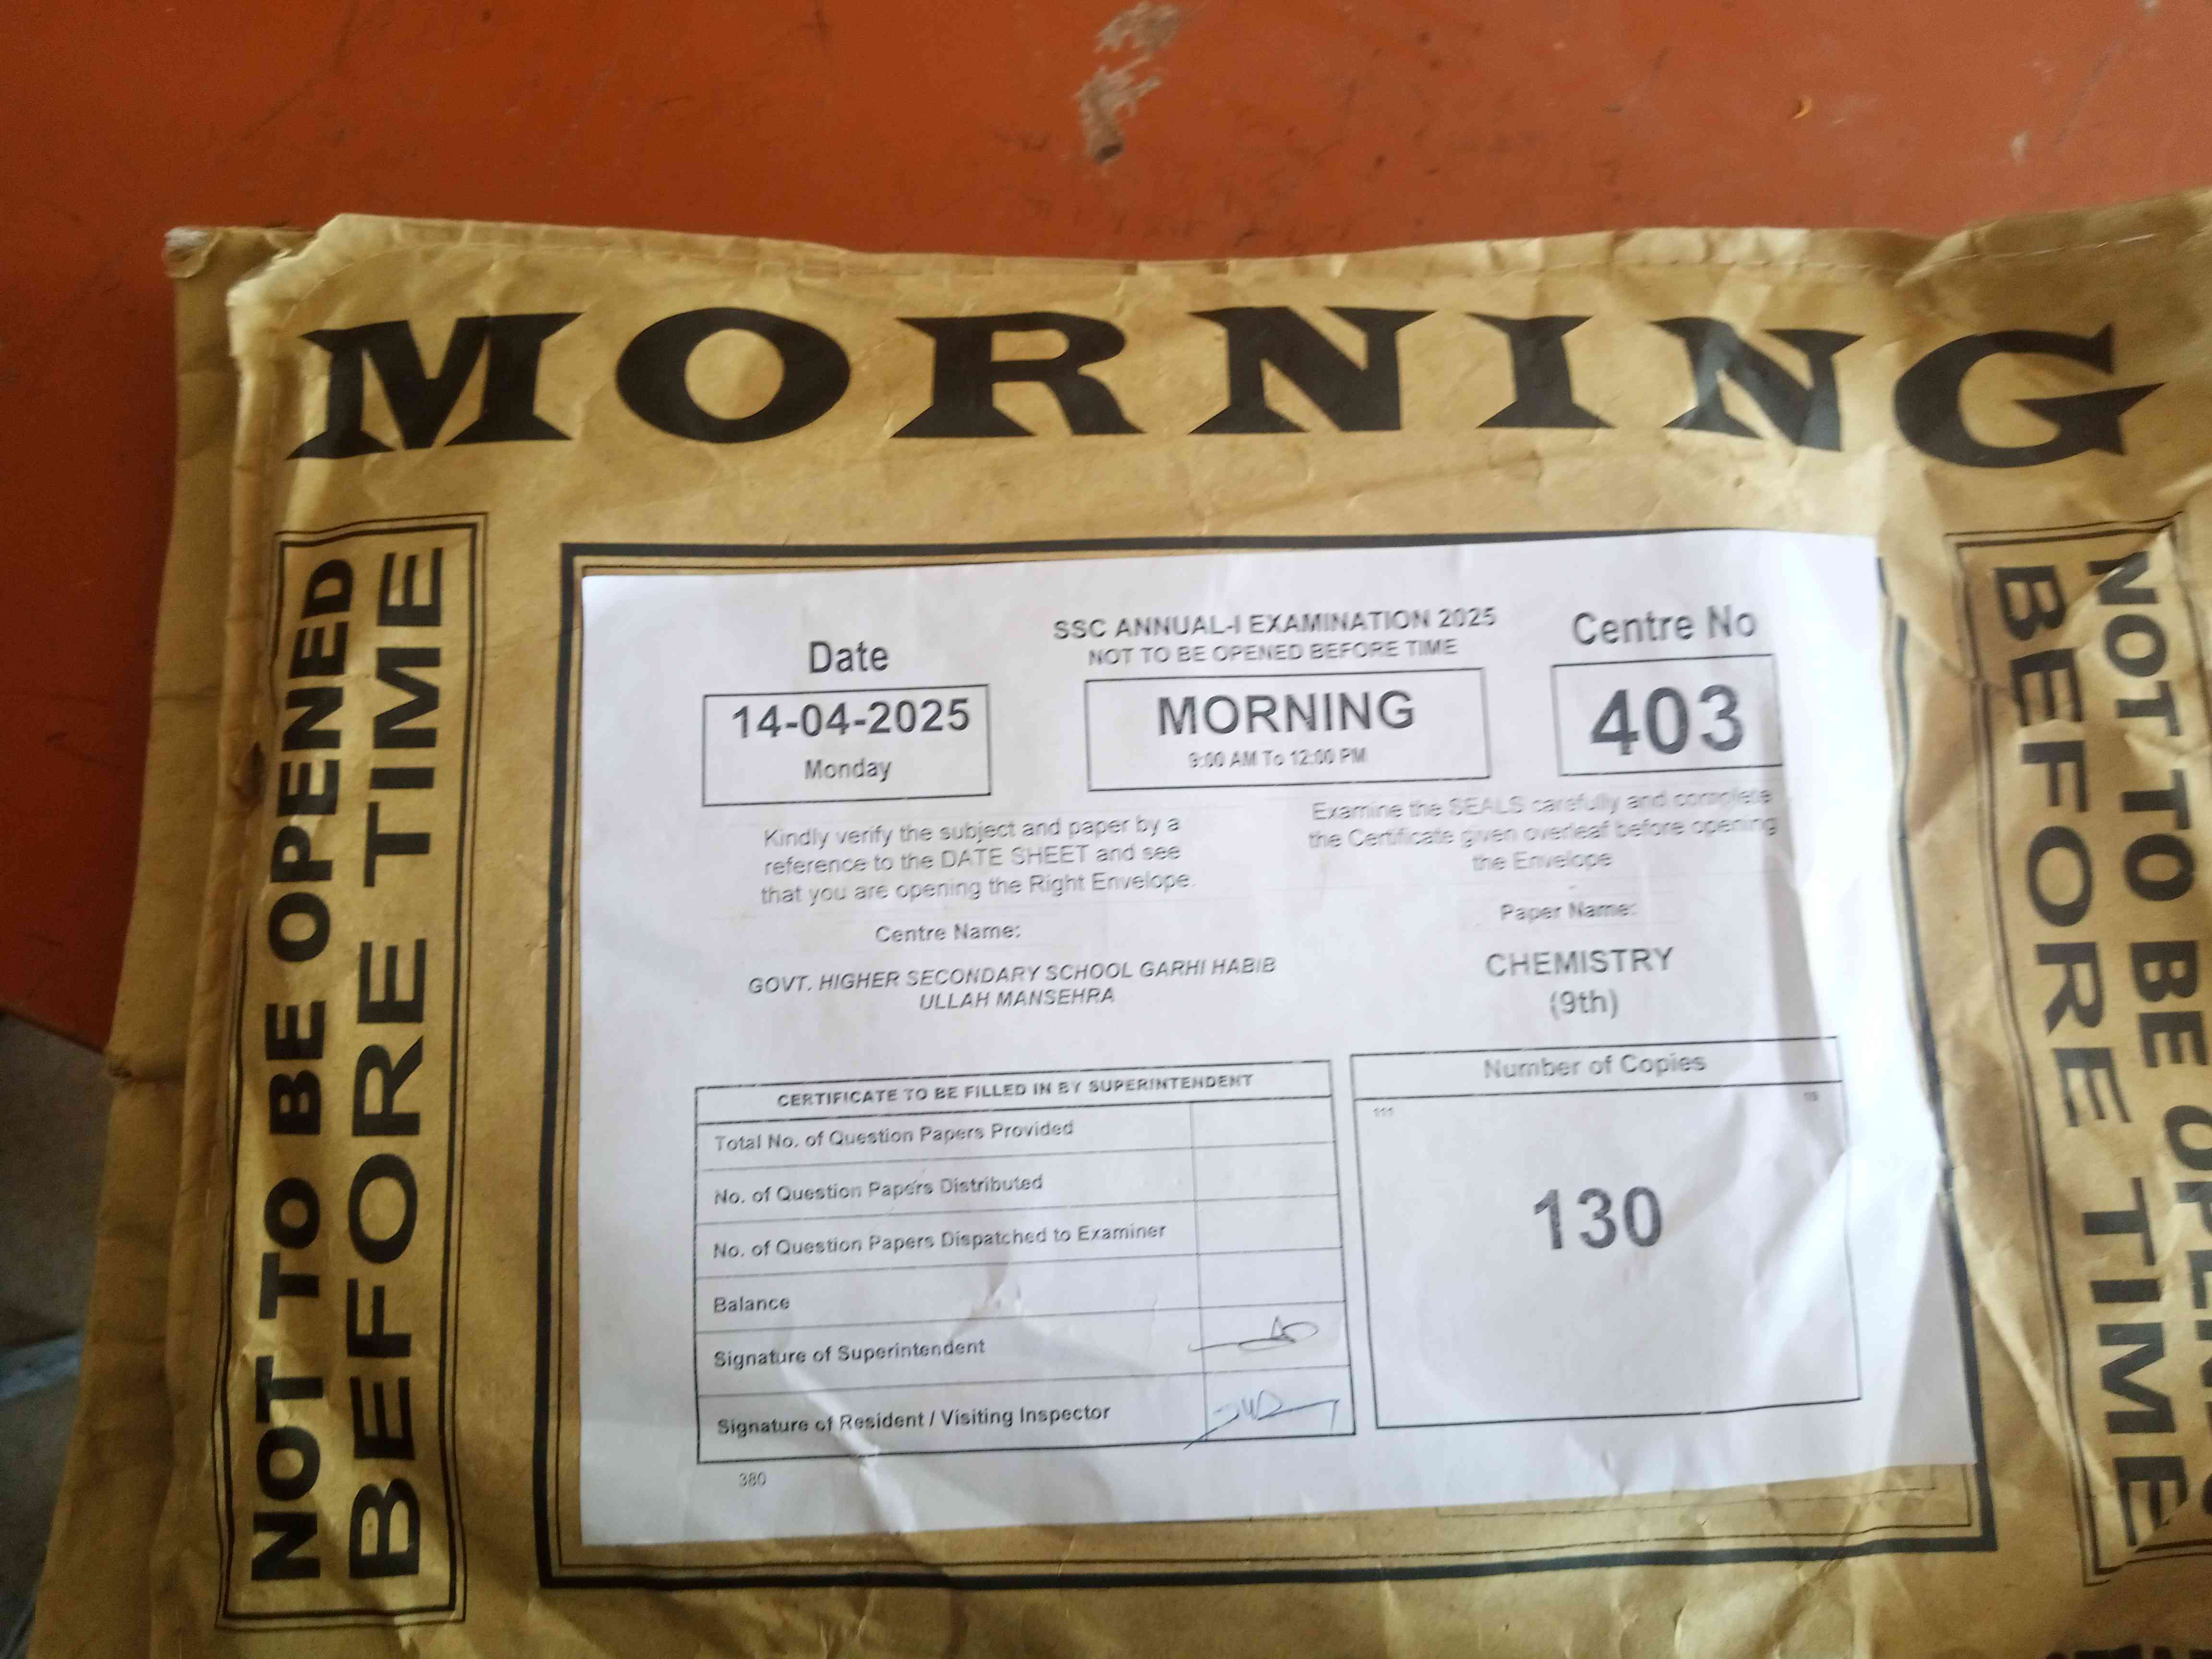 MORNING
NOT TO BE OPENED
BEFORE TIME
Date
14-04-2025
Monday
SSC ANNUAL-I EXAMINATION 2025
NOT TO BE OPENED BEFORE TIME
MORNING
9:00 AM To 12:00 PM
Centre No
403
Kindly verify the subject and paper by a
reference to the DATE SHEET and see
that you are opening the Right Envelope.
Examine the SEALS carefully and complete
the Certificate given overleaf before opening
the Envelope
Centre Name:
GOVT. HIGHER SECONDARY SCHOOL GARHI HABIB
ULLAH MANSEHRA
Paper Name:
CHEMISTRY
(9th)
CERTIFICATE TO BE FILLED IN BY SUPERINTENDENT
Total No. of Question Papers Provided
No. of Question Papers Distributed
No. of Question Papers Dispatched to Examiner
Balance
Signature of Superintendent
Signature of Resident / Visiting Inspector
380
Number of Copies
111
130
NOT TO BE OPENE
BEFORE TIME